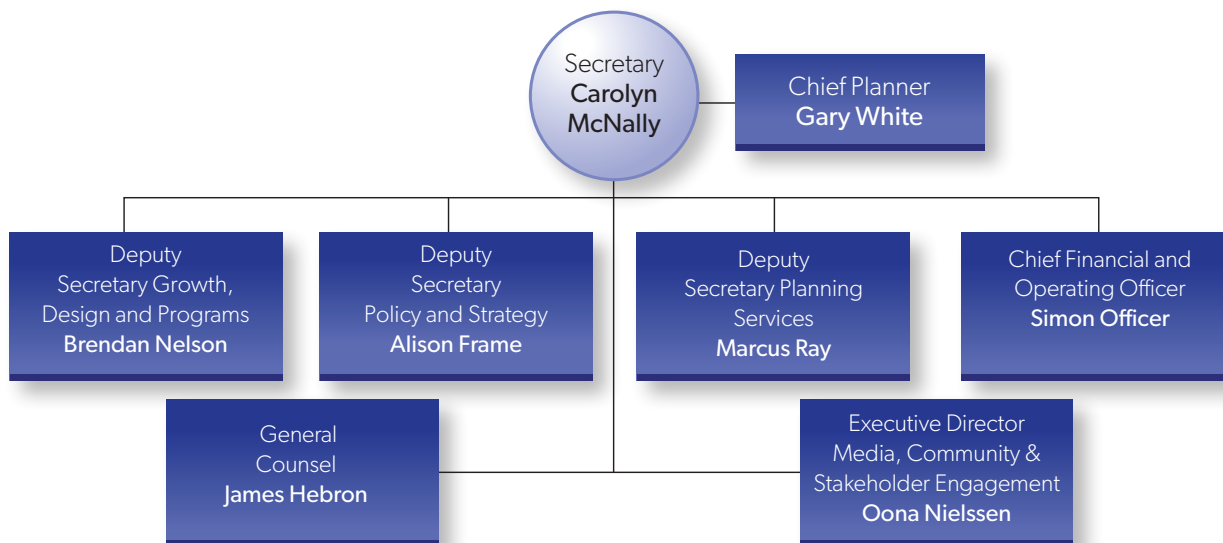 Secretary
Carolyn
McNally
Chief Planner
Gary White
Deputy
Secretary Growth,
Design and Programs
Brendan Nelson
Deputy
Secretary
Policy and Strategy
Alison Frame
Deputy
Secretary Planning
Services
Marcus Ray
Chief Financial and
Operating Officer
Simon Officer
General
Counsel
James Hebron
Executive Director
Media, Community &
Stakeholder Engagement
Oona Nielssen